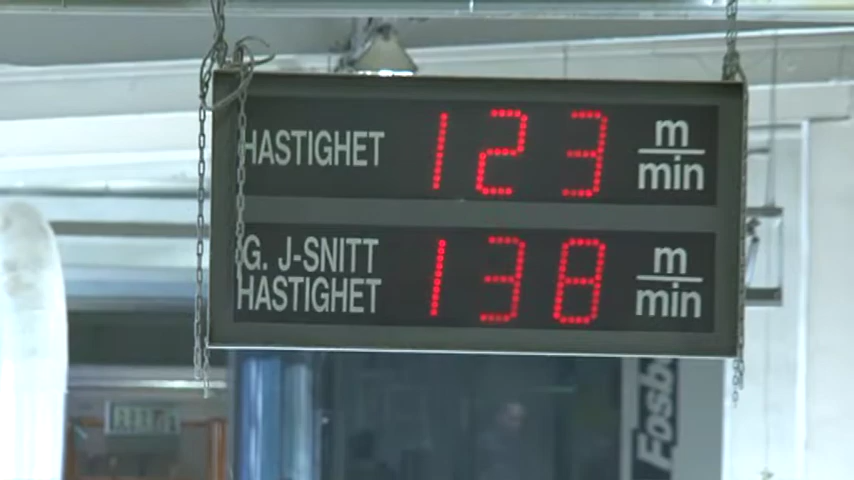 HASTIGHET 123 m/min
G. J-SNITT
HASTIGHET 138 m/min
Fosb